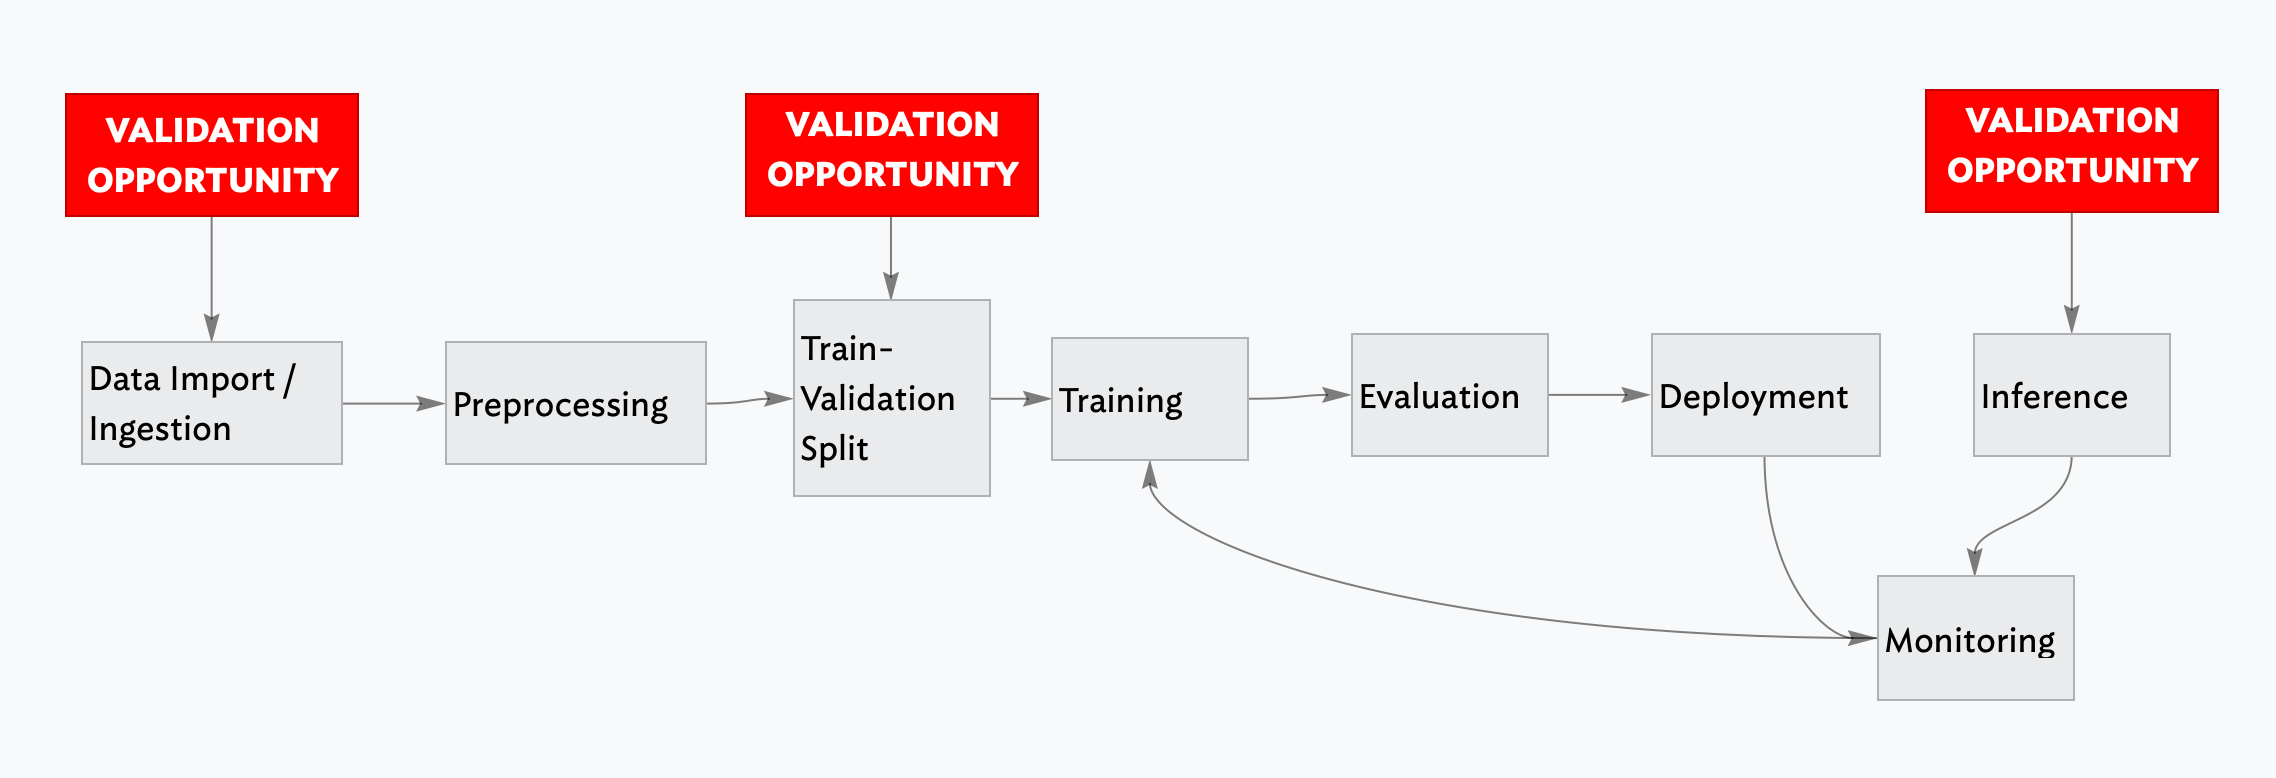 VALIDATION
OPPORTUNITY
VALIDATION
OPPORTUNITY
VALIDATION
OPPORTUNITY
Data Import /
Ingestion
Preprocessing
Train-
Validation
Split
Training
Evaluation
Deployment
Inference
Monitoring